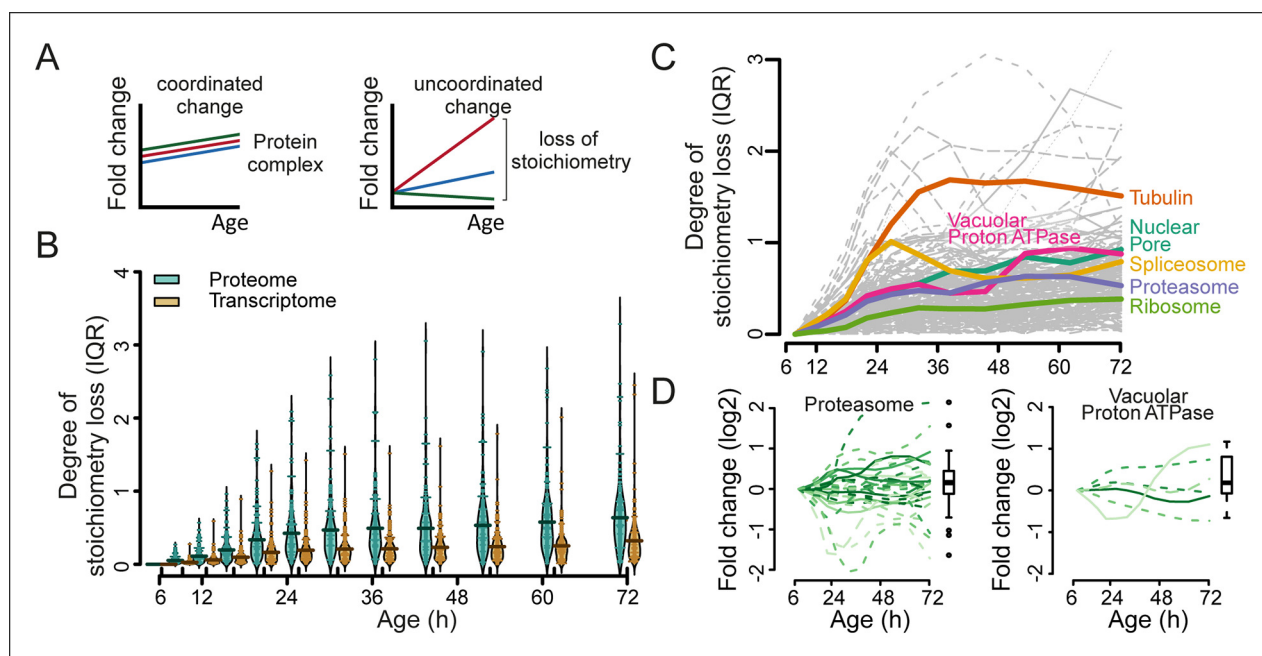 A
Fold change
coordinated
change
Protein
complex
Age
Fold change
uncoordinated
change
loss of
stoichiometry
Age
B
Degree of
stoichiometry loss (IQR)
Proteome
Transcriptome
4
3
2
1
0
6
12
24
36
48
60
72
Age (h)
C
Degree of
stoichiometry loss (IQR)
3
2
1
0
Vacuolar
Proton ATPase
Tubulin
Nuclear
Pore
Spliceosome
Proteasome
Ribosome
6
12
24
36
48
60
72
D
Fold change (log2)
Proteasome
2
1
0
-1
-2
6
24
48
72
Age (h)
Fold change (log2)
Vacuolar
Proton ATPase
2
1
0
-1
-2
6
24
48
72
Age (h)